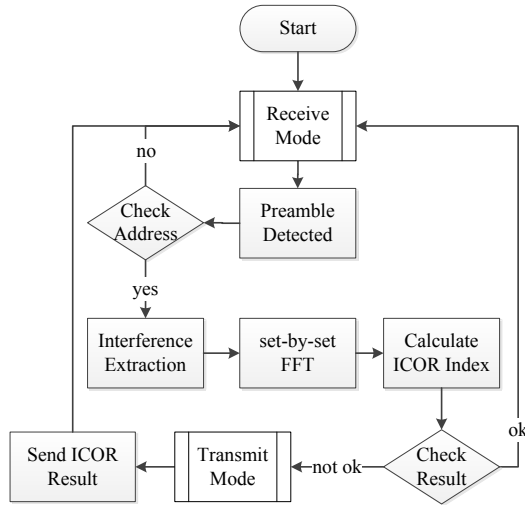 Start
Receive
Mode
no
Check
Address
Preamble
Detected
yes
Interference
Extraction
set-by-set
FFT
Calculate
ICOR Index
ok
Send ICOR
Result
Transmit
Mode
not ok
Check
Result